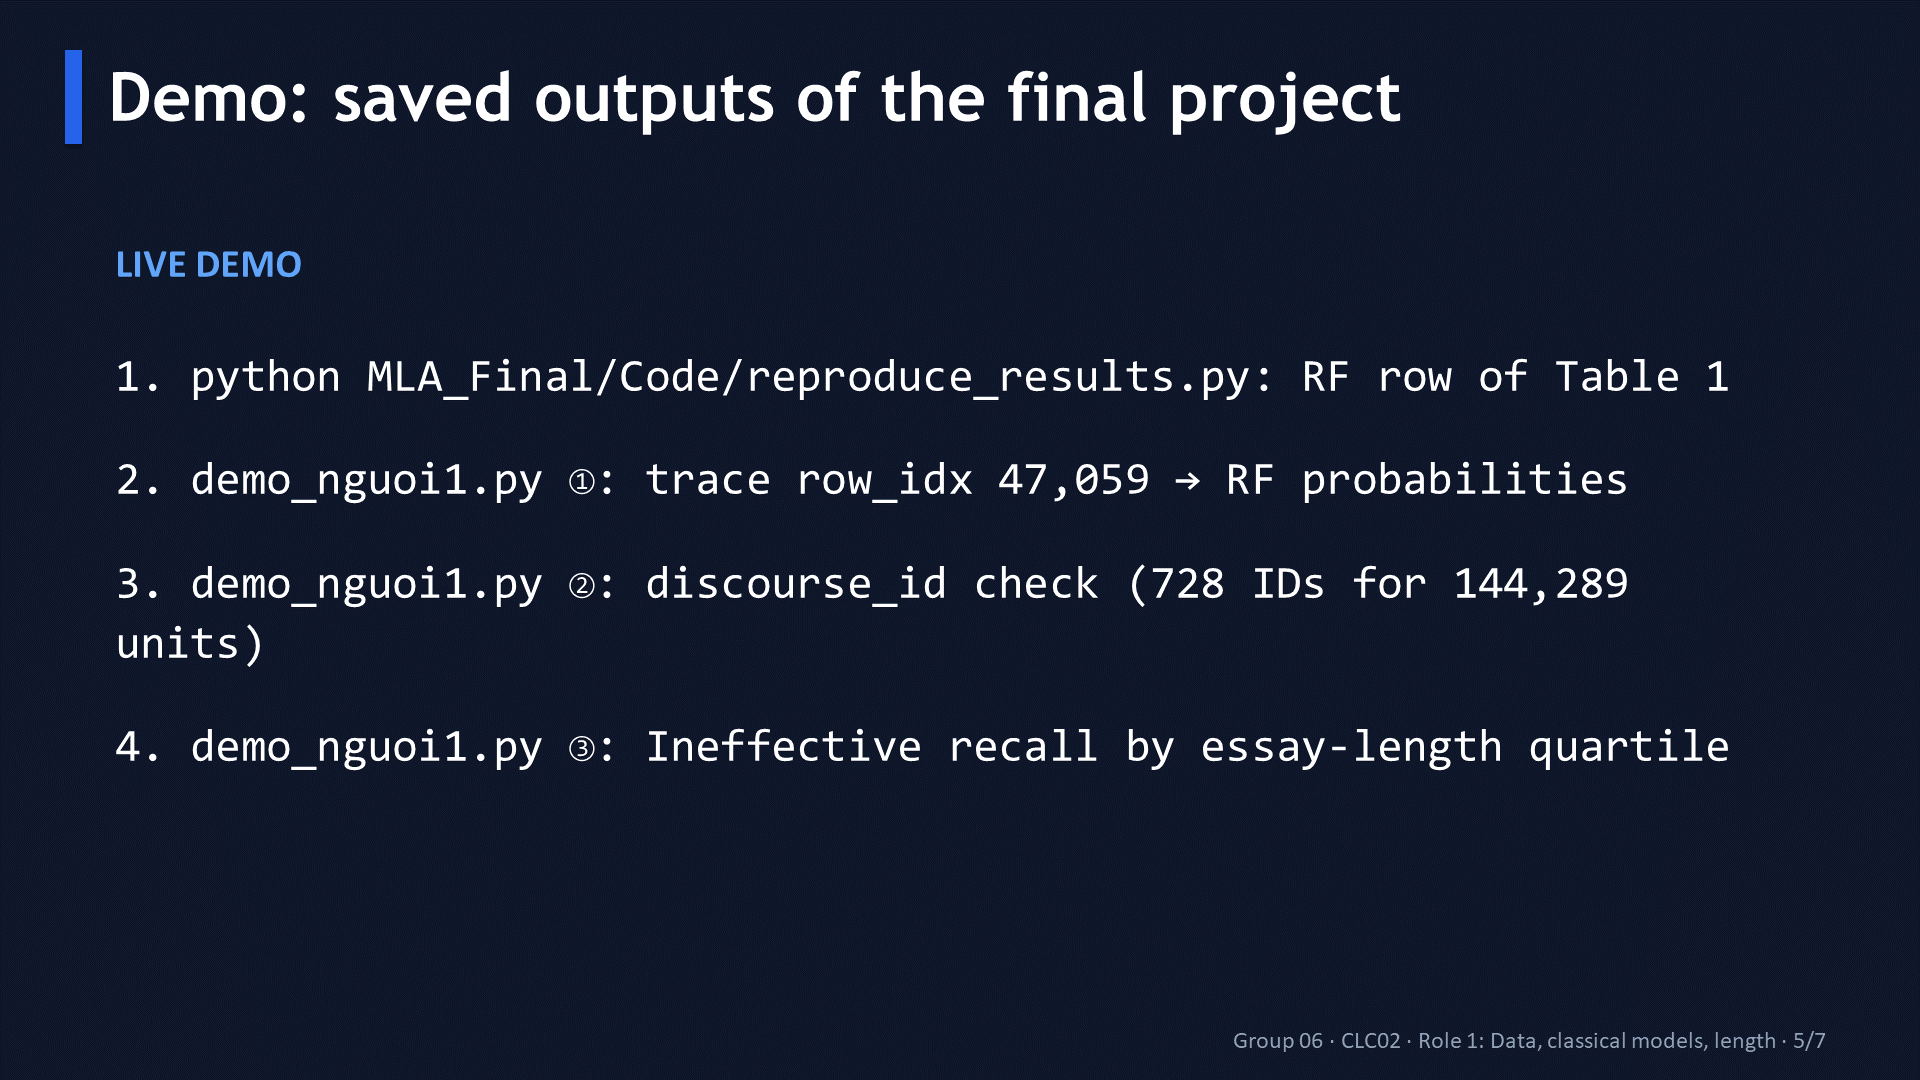 Demo: saved outputs of the final project
LIVE DEMO
1. python MLA_Final/Code/reproduce_results.py: RF row of Table 1
2. demo_nguoi1.py ①: trace row_idx 47,059 → RF probabilities
3. demo_nguoi1.py ②: discourse_id check (728 IDs for 144,289
units)
4. demo_nguoi1.py ③: Ineffective recall by essay-length quartile
Group 06 · CLC02 · Role 1: Data, classical models, length · 5/7